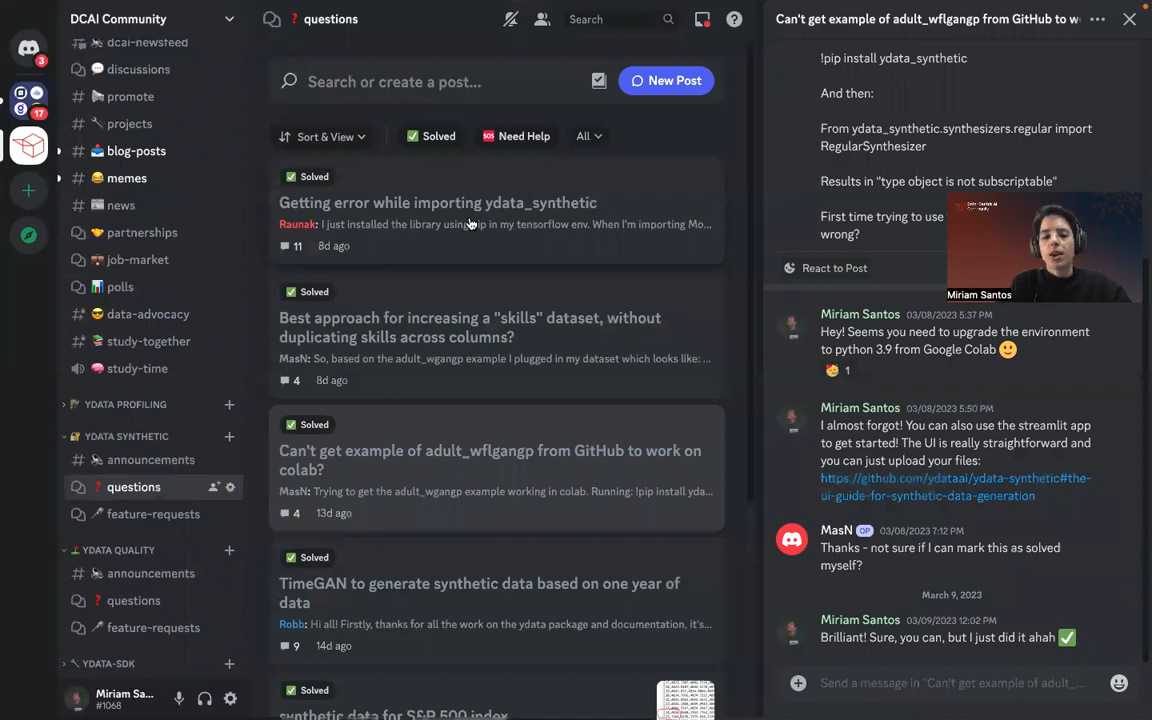 DCAI Community
dcai-newsfeed
discussions
promote
projects
blog-posts
memes
news
partnerships
job-market
polls
data-advocacy
study-together
study-time
YDATA PROFILING
YDATA SYNTHETIC
announcements
questions
feature-requests
YDATA QUALITY
announcements
questions
feature-requests
YDATA-SDK
Miriam Sa...
#1068
3
17
questions
Search
Search or create a post...
New Post
Sort & View
Solved
Need Help
All
Solved
Getting error while importing ydata_synthetic
Raunak: I just installed the library using pip in my tensorflow env. When I'm importing Mo...
11 8d ago
Solved
Best approach for increasing a "skills" dataset, without
duplicating skills across columns?
MasN: So, based on the adult_wgangp example I plugged in my dataset which looks like: ...
4 8d ago
Solved
Can't get example of adult_wflgangp from GitHub to work on
colab?
MasN: Trying to get the adult_wgangp example working in colab. Running: !pip install yda...
4 13d ago
Solved
TimeGAN to generate synthetic data based on one year of
data
Robb: Hi all! Firstly, thanks for all the work on the ydata package and documentation, it's...
9 14d ago
Solved
synthetic data for S&P 500 index
Can't get example of adult_wflgangp from GitHub to w
!pip install ydata_synthetic
And then:
From ydata_synthetic.synthesizers.regular import
RegularSynthesizer
Results in "type object is not subscriptable"
First time trying to use
wrong?
React to Post
Miriam Santos
Miriam Santos 03/08/2023 5:37 PM
Hey! Seems you need to upgrade the environment
to python 3.9 from Google Colab
1
Miriam Santos 03/08/2023 5:50 PM
I almost forgot! You can also use the streamlit app
to get started! The UI is really straightforward and
you can just upload your files:
https://github.com/ydataai/ydata-synthetic#the-
ui-guide-for-synthetic-data-generation
MasN OP 03/08/2023 7:12 PM
Thanks - not sure if I can mark this as solved
myself?
March 9, 2023
Miriam Santos 03/09/2023 12:02 PM
Brilliant! Sure, you can, but I just did it ahah
Send a message in "Can't get example of adult_...